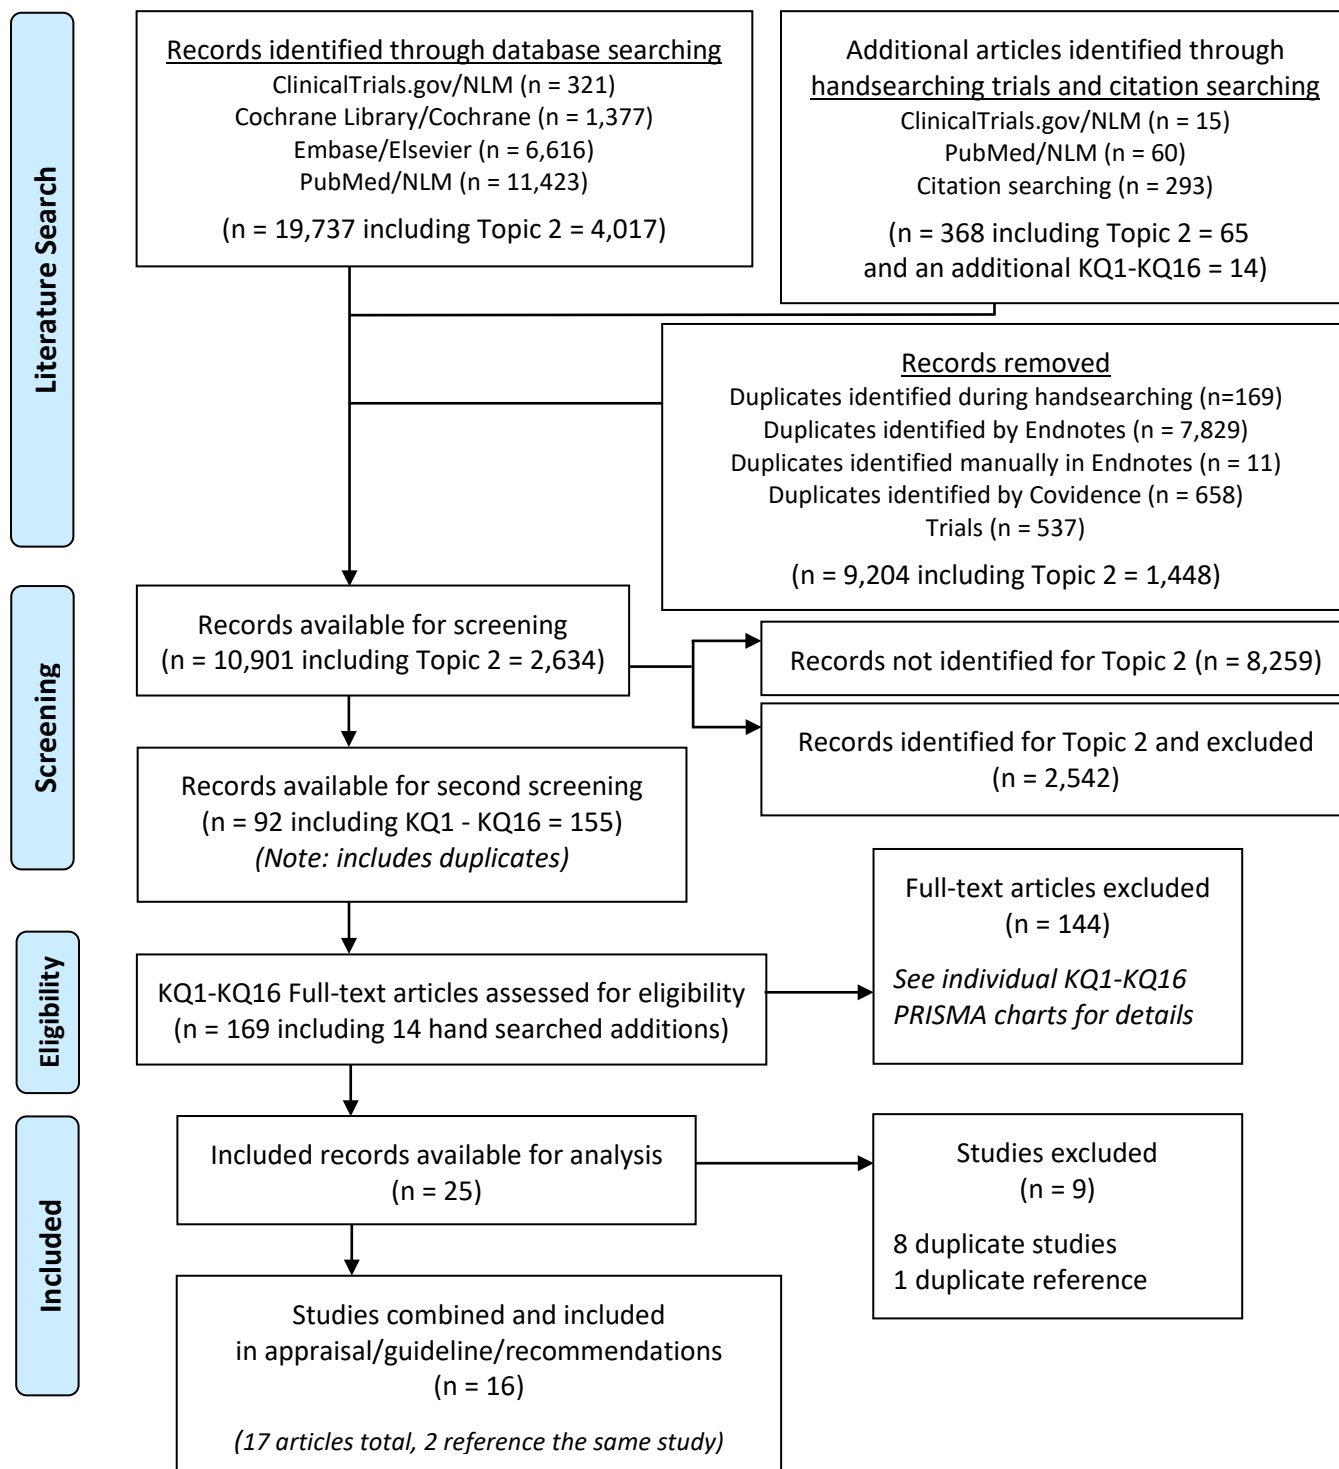 Literature Search
Records identified through database searching
ClinicalTrials.gov/NLM (n = 321)
Cochrane Library/Cochrane (n = 1,377)
Embase/Elsevier (n = 6,616)
PubMed/NLM (n = 11,423)
(n = 19,737 including Topic 2 = 4,017)
Additional articles identified through
handsearching trials and citation searching
ClinicalTrials.gov/NLM (n = 15)
PubMed/NLM (n = 60)
Citation searching (n = 293)
(n = 368 including Topic 2 = 65
and an additional KQ1-KQ16 = 14)
Records removed
Duplicates identified during handsearching (n=169)
Duplicates identified by Endnotes (n = 7,829)
Duplicates identified manually in Endnotes (n = 11)
Duplicates identified by Covidence (n = 658)
Trials (n = 537)
(n = 9,204 including Topic 2 = 1,448)
Screening
Records available for screening
(n = 10,901 including Topic 2 = 2,634)
Records not identified for Topic 2 (n = 8,259)
Records identified for Topic 2 and excluded
(n = 2,542)
Records available for second screening
(n = 92 including KQ1 - KQ16 = 155)
(Note: includes duplicates)
Eligibility
KQ1-KQ16 Full-text articles assessed for eligibility
(n = 169 including 14 hand searched additions)
Full-text articles excluded
(n = 144)
See individual KQ1-KQ16
PRISMA charts for details
Included
Included records available for analysis
(n = 25)
Studies excluded
(n = 9)
8 duplicate studies
1 duplicate reference
Studies combined and included
in appraisal/guideline/recommendations
(n = 16)
(17 articles total, 2 reference the same study)